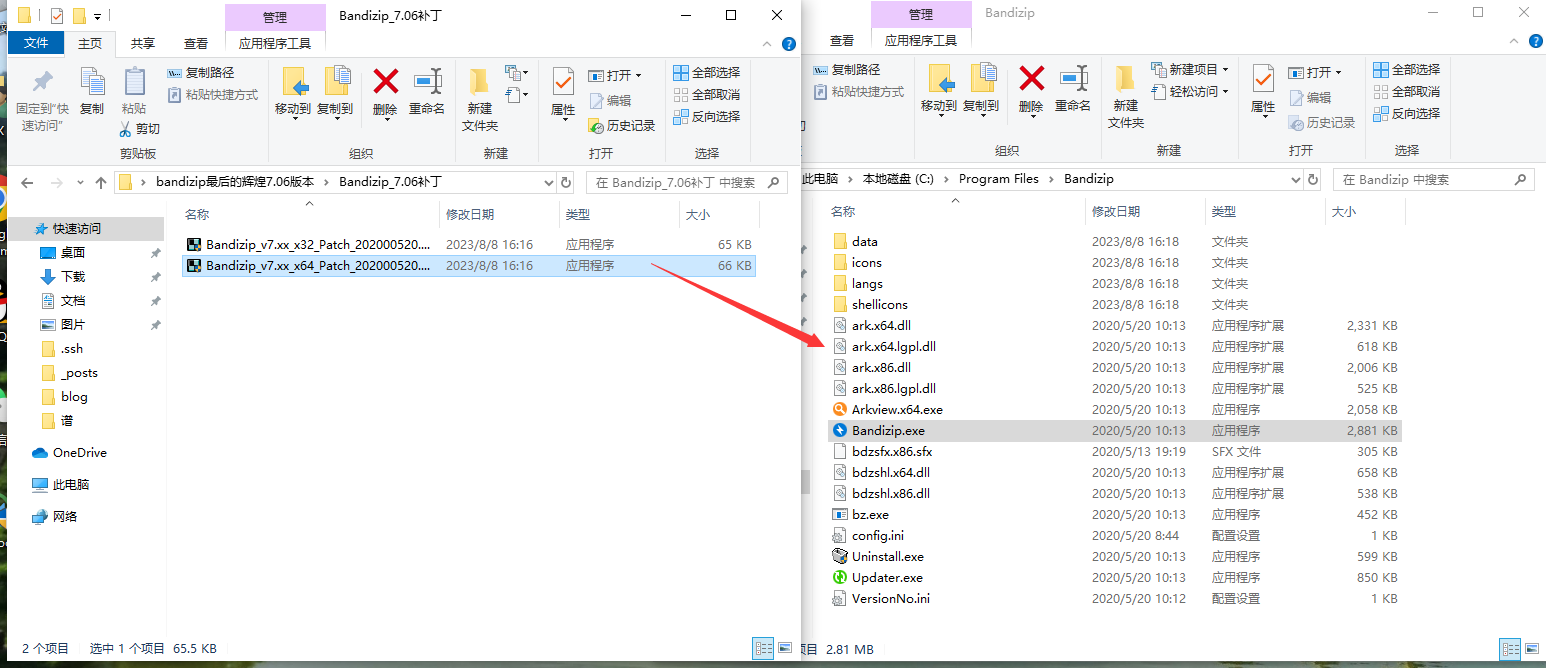 管理
Bandizip_7.06补丁
文件
主页
共享
查看
应用程序工具
固定到"快速访问"
复制
粘贴
复制路径
粘贴快捷方式
剪切
剪贴板
移动到
复制到
删除
重命名
组织
新建
文件夹
新建
属性
打开
编辑
历史记录
打开
全部选择
全部取消
反向选择
选择
bandizip最后的辉煌7.06版本
Bandizip_7.06补丁
在 Bandizip_7.06补丁 中搜索
快速访问
桌面
下载
文档
图片
.ssh
_posts
blog
谱
OneDrive
此电脑
网络
名称 修改日期 类型 大小
Bandizip_v7.xx_x32_Patch_202000520.... 2023/8/8 16:16 应用程序 65 KB
Bandizip_v7.xx_x64_Patch_202000520.... 2023/8/8 16:16 应用程序 66 KB
2 个项目 选中 1 个项目 65.5 KB
管理
Bandizip
查看
应用程序工具
复制路径
粘贴快捷方式
移动到
复制到
删除
重命名
组织
新建
文件夹
新建项目
轻松访问
新建
属性
打开
编辑
历史记录
打开
全部选择
全部取消
反向选择
选择
此电脑
本地磁盘 (C:)
Program Files
Bandizip
在 Bandizip 中搜索
名称 修改日期 类型 大小
data 2023/8/8 16:18 文件夹
icons 2023/8/8 16:18 文件夹
langs 2023/8/8 16:18 文件夹
shellicons 2023/8/8 16:18 文件夹
ark.x64.dll 2020/5/20 10:13 应用程序扩展 2,331 KB
ark.x64.lgpl.dll 2020/5/20 10:13 应用程序扩展 618 KB
ark.x86.dll 2020/5/20 10:13 应用程序扩展 2,006 KB
ark.x86.lgpl.dll 2020/5/20 10:13 应用程序扩展 525 KB
Arkview.x64.exe 2020/5/20 10:13 应用程序 2,058 KB
Bandizip.exe 2020/5/20 10:13 应用程序 2,881 KB
bdzsfx.x86.sfx 2020/5/13 19:19 SFX 文件 305 KB
bdzshl.x64.dll 2020/5/20 10:13 应用程序扩展 658 KB
bdzshl.x86.dll 2020/5/20 10:13 应用程序扩展 538 KB
bz.exe 2020/5/20 10:13 应用程序 452 KB
config.ini 2020/5/20 8:44 配置设置 1 KB
Uninstall.exe 2020/5/20 10:13 应用程序 599 KB
Updater.exe 2020/5/20 10:13 应用程序 850 KB
VersionNo.ini 2020/5/20 10:12 配置设置 1 KB
项目 2.81 MB